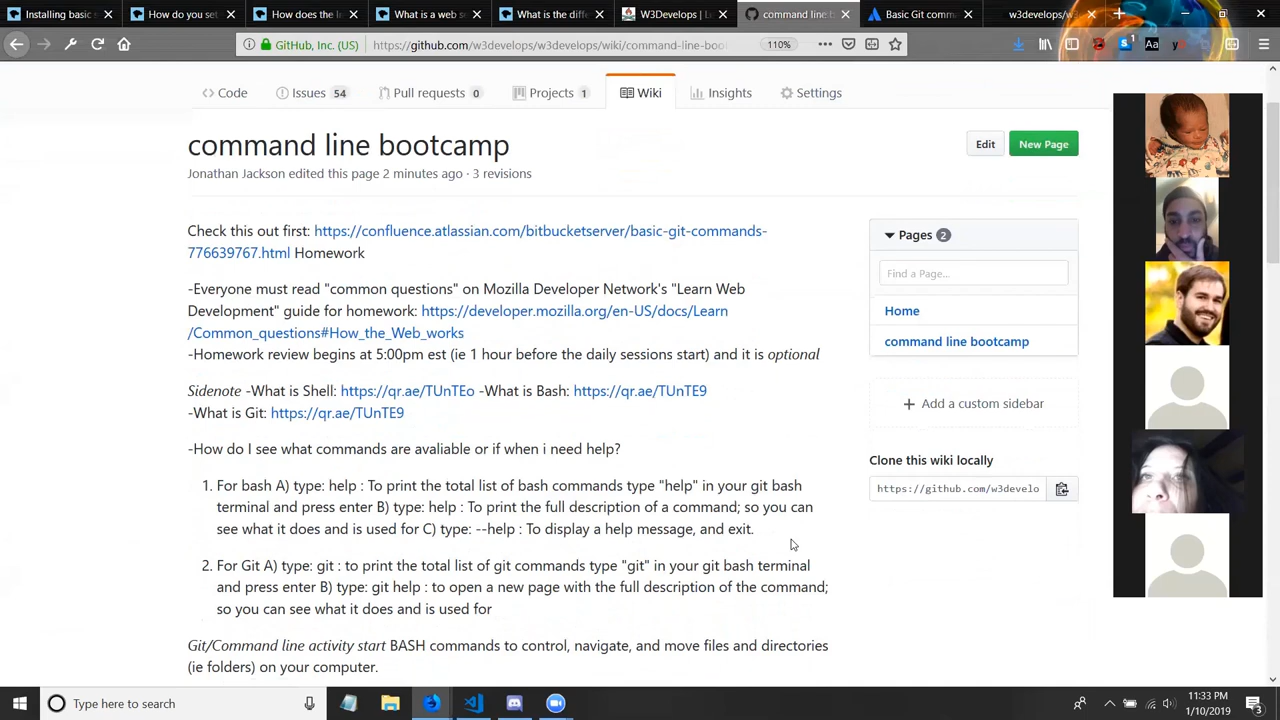 Installing basic
How do you set
How does the I
What is a web s
What is the diffe
W3Develops | Le
command line b
Basic Git comma
w3develops/w3
GitHub, Inc. (US)
https://github.com/w3develops/w3develops/wiki/command-line-boo
110%
Code
Issues 54
Pull requests 0
Projects 1
Wiki
Insights
Settings
command line bootcamp
Edit
New Page
Jonathan Jackson edited this page 2 minutes ago · 3 revisions
Check this out first: https://confluence.atlassian.com/bitbucketserver/basic-git-commands-
776639767.html Homework
-Everyone must read "common questions" on Mozilla Developer Network's "Learn Web
Development" guide for homework: https://developer.mozilla.org/en-US/docs/Learn
/Common_questions#How_the_Web_works
-Homework review begins at 5:00pm est (ie 1 hour before the daily sessions start) and it is optional
Sidenote -What is Shell: https://qr.ae/TUnTEo -What is Bash: https://qr.ae/TUnTE9
-What is Git: https://qr.ae/TUnTE9
-How do I see what commands are avaliable or if when i need help?
1. For bash A) type: help : To print the total list of bash commands type "help" in your git bash
terminal and press enter B) type: help : To print the full description of a command; so you can
see what it does and is used for C) type: --help : To display a help message, and exit.
2. For Git A) type: git : to print the total list of git commands type "git" in your git bash terminal
and press enter B) type: git help : to open a new page with the full description of the command;
so you can see what it does and is used for
Git/Command line activity start BASH commands to control, navigate, and move files and directories
(ie folders) on your computer.
Pages 2
Find a Page...
Home
command line bootcamp
Add a custom sidebar
Clone this wiki locally
https://github.com/w3develo
Type here to search
11:33 PM
1/10/2019
3